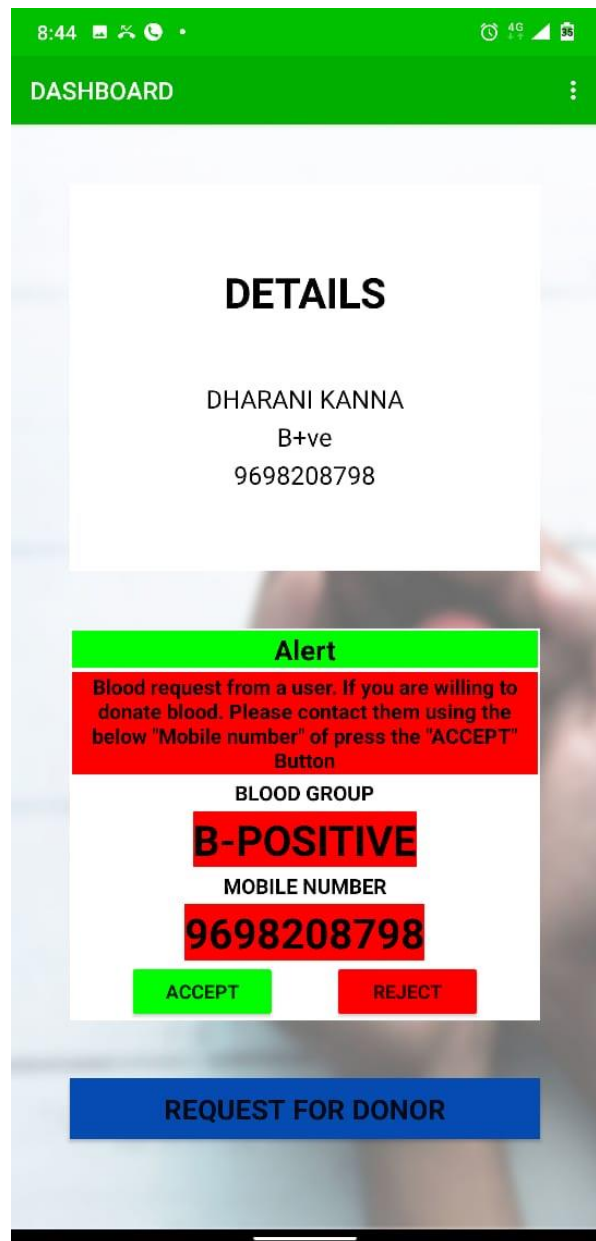 8:44
4G
35
DASHBOARD
DETAILS
DHARANI KANNA
B+ve
9698208798
Alert
Blood request from a user. If you are willing to
donate blood. Please contact them using the
below "Mobile number" of press the "ACCEPT"
Button
BLOOD GROUP
B-POSITIVE
MOBILE NUMBER
9698208798
ACCEPT REJECT
REQUEST FOR DONOR